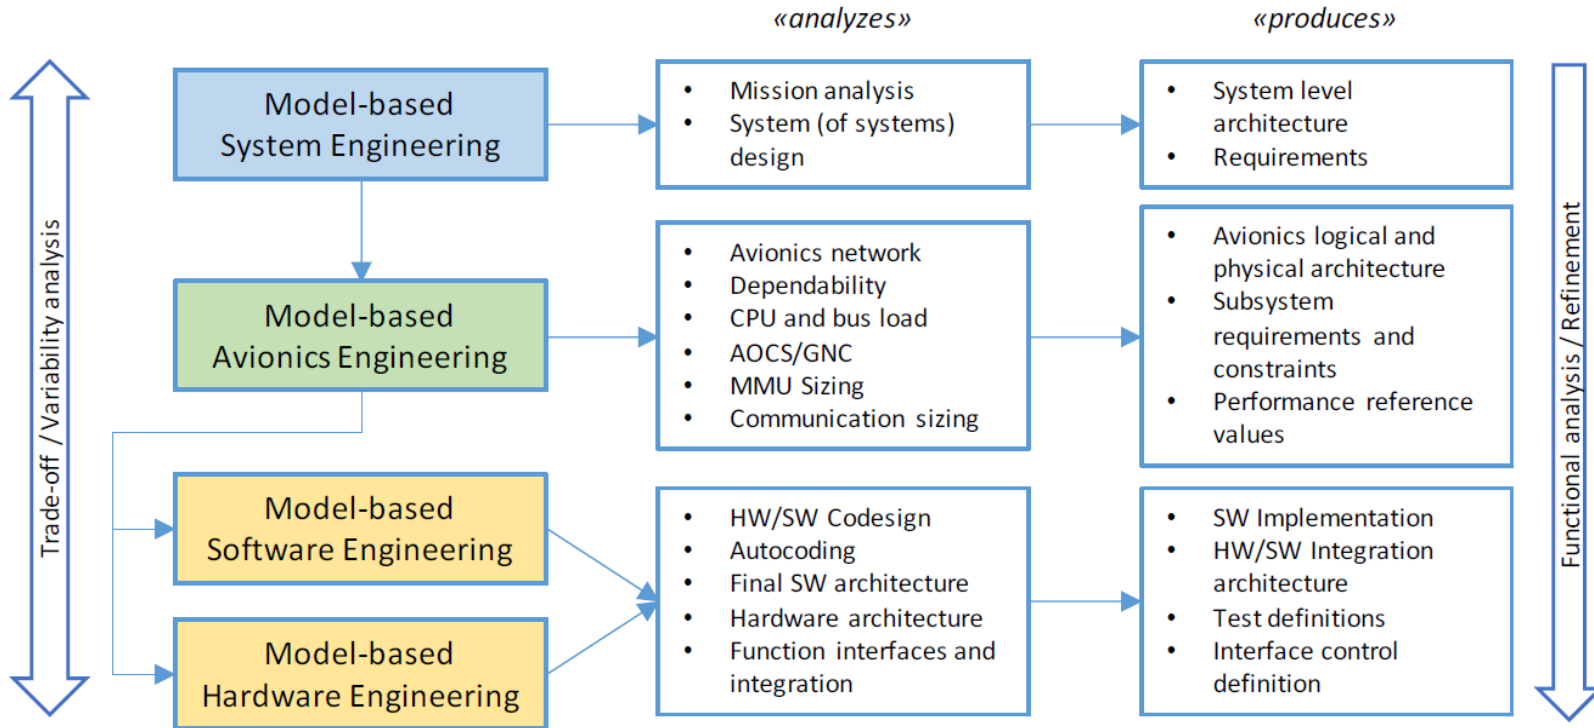 «analyzes»
«produces»
Trade-off / Variability analysis
Model-based
System Engineering
• Mission analysis
• System (of systems)
design
• System level
architecture
• Requirements
Model-based
Avionics Engineering
• Avionics network
• Dependability
• CPU and bus load
• AOCS/GNC
• MMU Sizing
• Communication sizing
• Avionics logical and
physical architecture
• Subsystem
requirements and
constraints
• Performance reference
values
Model-based
Software Engineering
Model-based
Hardware Engineering
• HW/SW Codesign
• Autocoding
• Final SW architecture
• Hardware architecture
• Function interfaces and
integration
• SW Implementation
• HW/SW Integration
architecture
• Test definitions
• Interface control
definition
Functional analysis / Refinement